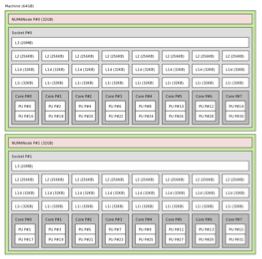 Machine (64GB)
NUMANode P#0 (32GB)
Socket P#0
L3 (20MB)
L2 (256KB) L2 (256KB) L2 (256KB) L2 (256KB) L2 (256KB) L2 (256KB) L2 (256KB) L2 (256KB)
L1d (32KB) L1d (32KB) L1d (32KB) L1d (32KB) L1d (32KB) L1d (32KB) L1d (32KB) L1d (32KB)
L1i (32KB) L1i (32KB) L1i (32KB) L1i (32KB) L1i (32KB) L1i (32KB) L1i (32KB) L1i (32KB)
Core P#0 Core P#1 Core P#2 Core P#3 Core P#4 Core P#5 Core P#6 Core P#7
PU P#0 PU P#2 PU P#4 PU P#6 PU P#8 PU P#10 PU P#12 PU P#14
PU P#16 PU P#18 PU P#20 PU P#22 PU P#24 PU P#26 PU P#28 PU P#30
NUMANode P#1 (32GB)
Socket P#1
L3 (20MB)
L2 (256KB) L2 (256KB) L2 (256KB) L2 (256KB) L2 (256KB) L2 (256KB) L2 (256KB) L2 (256KB)
L1d (32KB) L1d (32KB) L1d (32KB) L1d (32KB) L1d (32KB) L1d (32KB) L1d (32KB) L1d (32KB)
L1i (32KB) L1i (32KB) L1i (32KB) L1i (32KB) L1i (32KB) L1i (32KB) L1i (32KB) L1i (32KB)
Core P#0 Core P#1 Core P#2 Core P#3 Core P#4 Core P#5 Core P#6 Core P#7
PU P#1 PU P#3 PU P#5 PU P#7 PU P#9 PU P#11 PU P#13 PU P#15
PU P#17 PU P#19 PU P#21 PU P#23 PU P#25 PU P#27 PU P#29 PU P#31